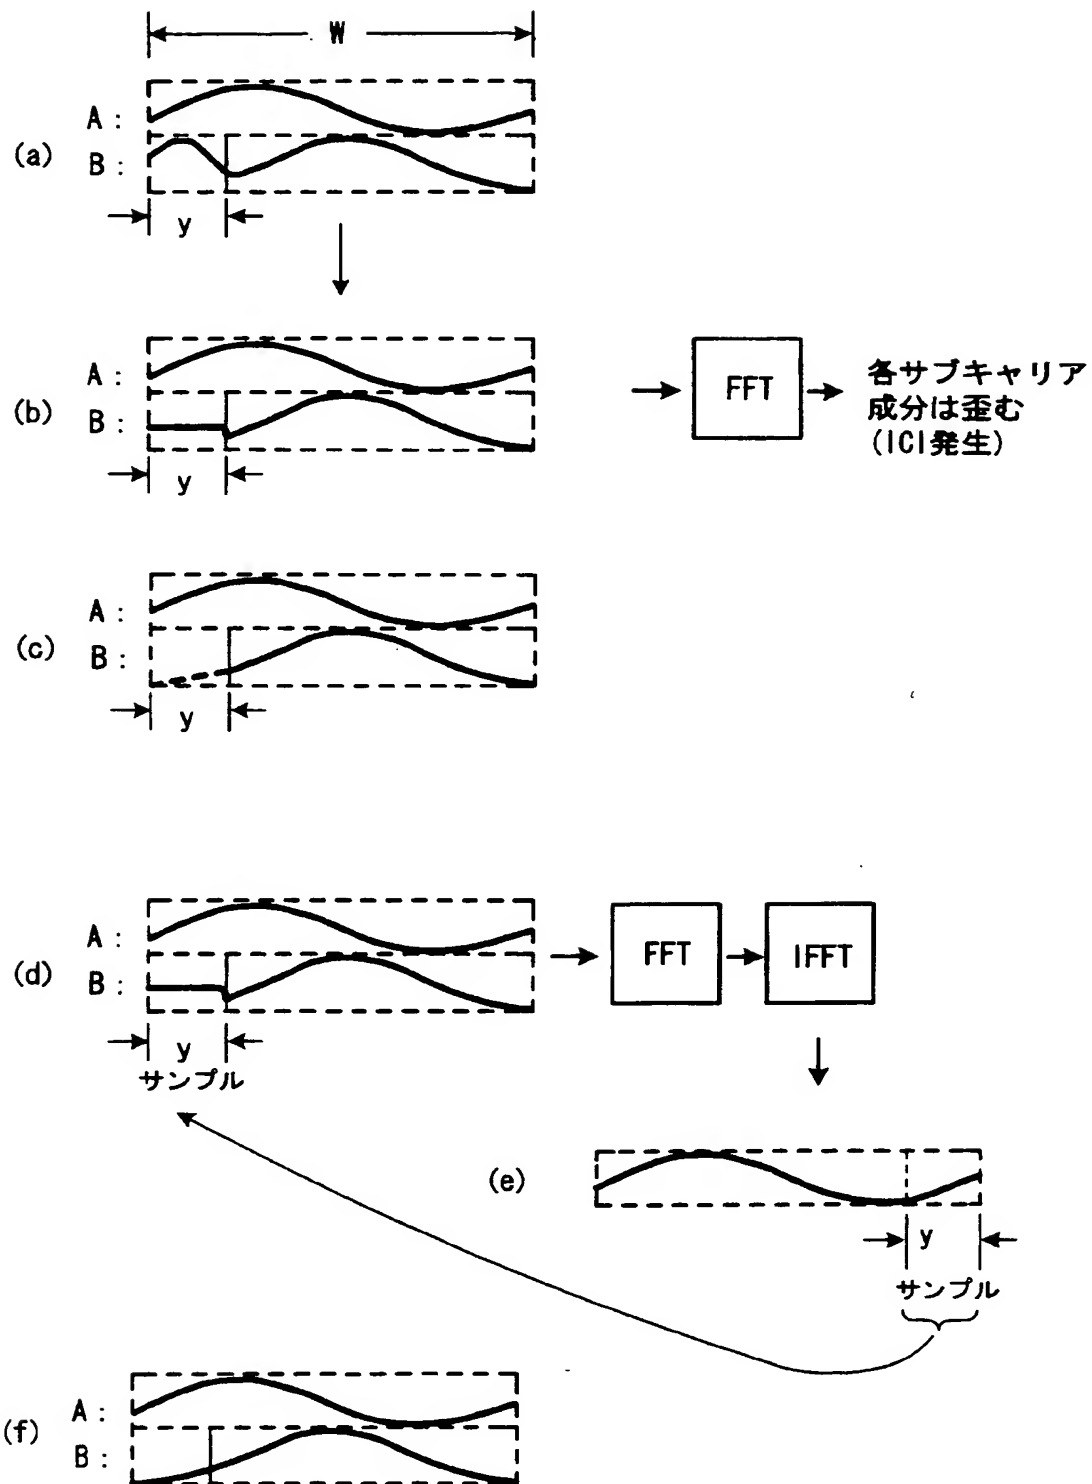 W
A :
(a)
B :
y
A :
(b)
B :
y
FFT
各サブキャリア
成分は歪む
(ICI発生)
A :
(c)
B :
y
A :
(d)
B :
y
サンプル
FFT
IFFT
(e)
y
サンプル
A :
(f)
B :